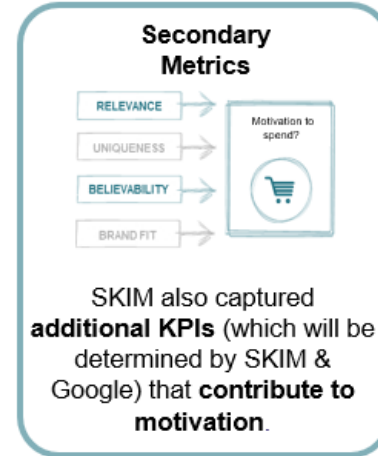 Secondary
Metrics
RELEVANCE
UNIQUENESS
BELIEVABILITY
BRAND FIT
Motivation to
spend?
SKIM also captured
additional KPIs (which will be
determined by SKIM &
Google) that contribute to
motivation.